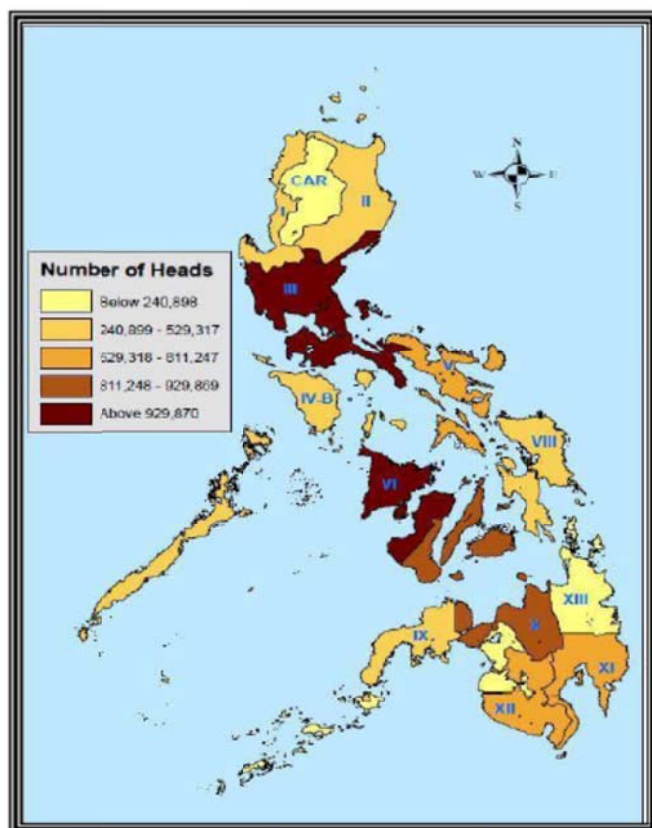 N
W E
S
CAR
II
I
Number of Heads
Below 240,898
240,899 - 529,317
529,318 - 811,247
811,248 - 929,869
Above 929,870
III
V
IV-B
VIII
VI
XIII
X
IX
XI
XII